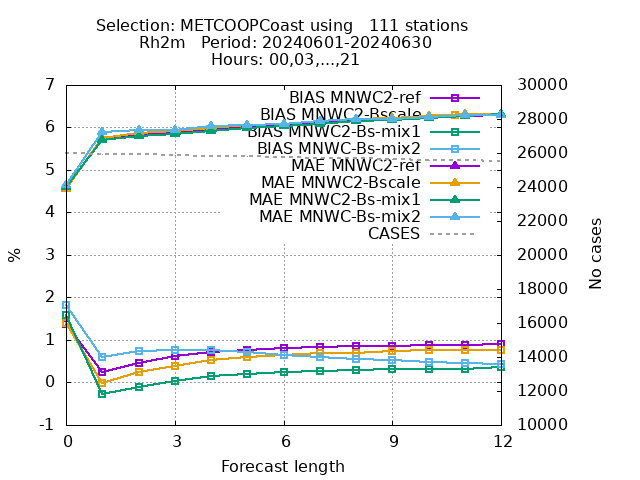 Selection: METCOOPCoast using   111 stations
Rh2m   Period: 20240601-20240630
Hours: 00,03,...,21
7
6
5
4
3
2
1
0
-1
%
30000
28000
26000
24000
22000
20000
18000
16000
14000
12000
10000
No cases
BIAS MNWC2-ref
BIAS MNWC2-Bscale
BIAS MNWC2-Bs-mix1
BIAS MNWC-Bs-mix2
MAE MNWC2-ref
MAE MNWC2-Bscale
MAE MNWC2-Bs-mix1
MAE MNWC-Bs-mix2
CASES
0 3 6 9 12
Forecast length